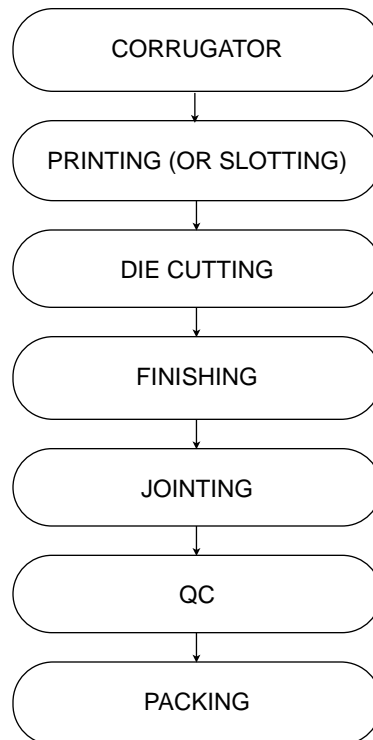 CORRUGATOR
PRINTING (OR SLOTTING)
DIE CUTTING
FINISHING
JOINTING
QC
PACKING